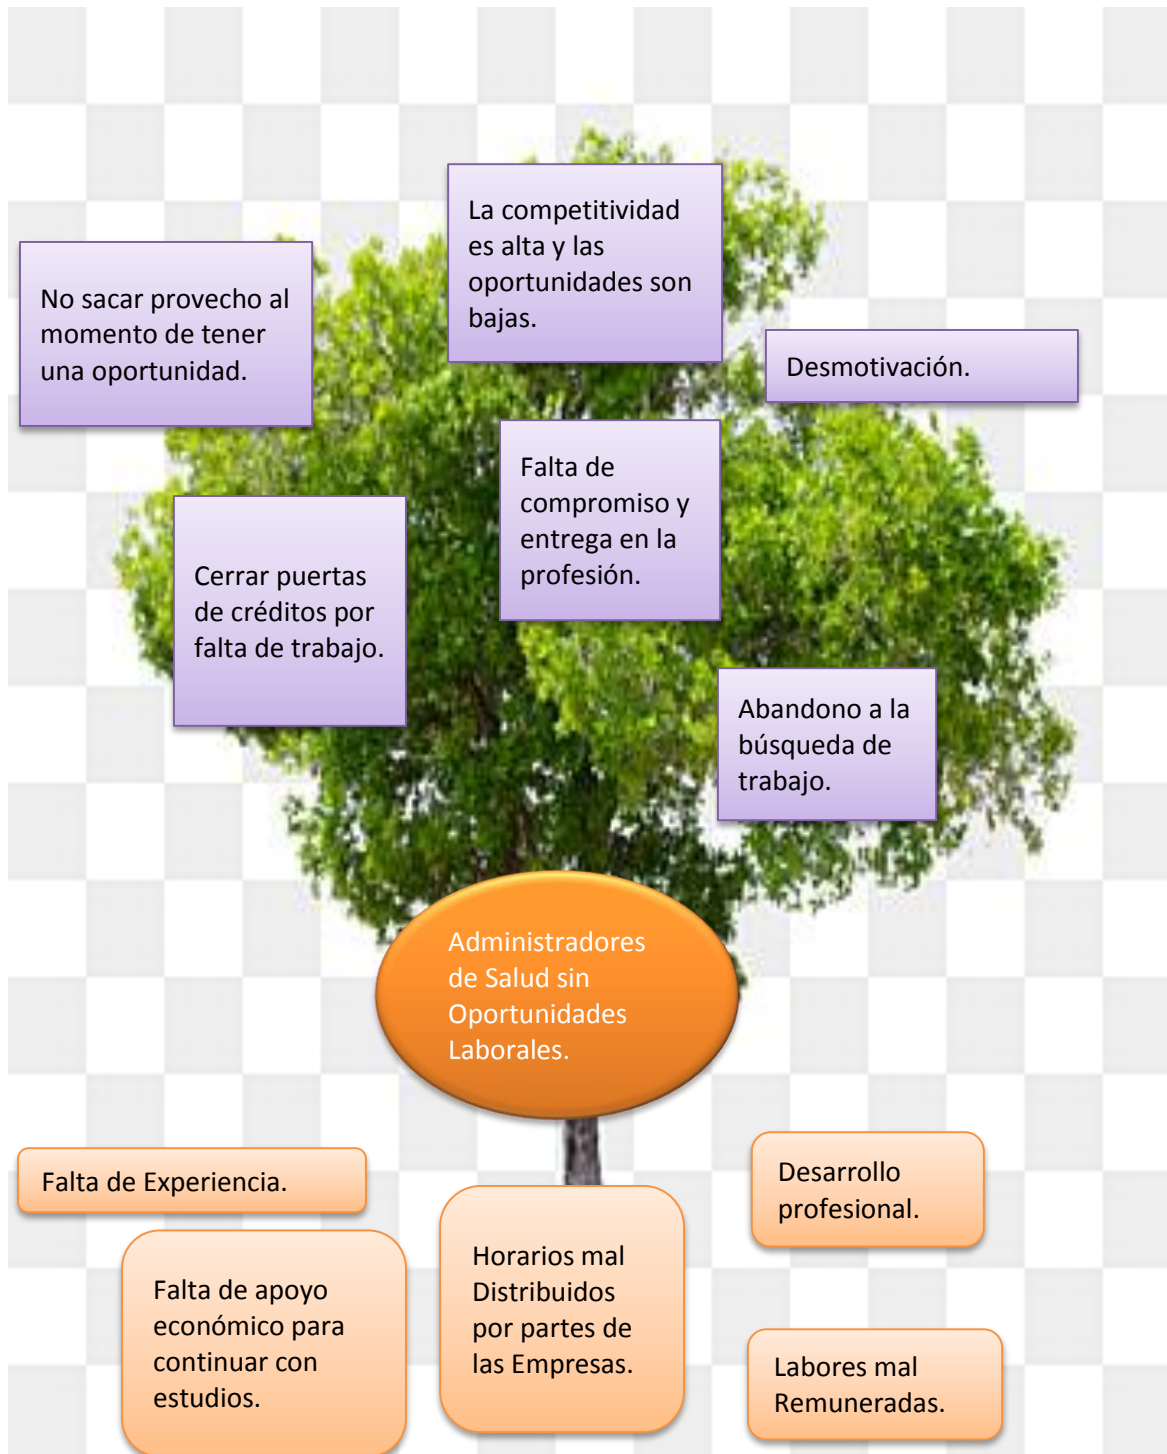 La competitividad
es alta y las
oportunidades son
bajas.
No sacar provecho al
momento de tener
una oportunidad.
Desmotivación.
Falta de
compromiso y
entrega en la
profesión.
Cerrar puertas
de créditos por
falta de trabajo.
Abandono a la
búsqueda de
trabajo.
Administradores
de Salud sin
Oportunidades
Laborales.
Falta de Experiencia.
Desarrollo
profesional.
Horarios mal
Distribuidos
por partes de
las Empresas.
Falta de apoyo
económico para
continuar con
estudios.
Labores mal
Remuneradas.